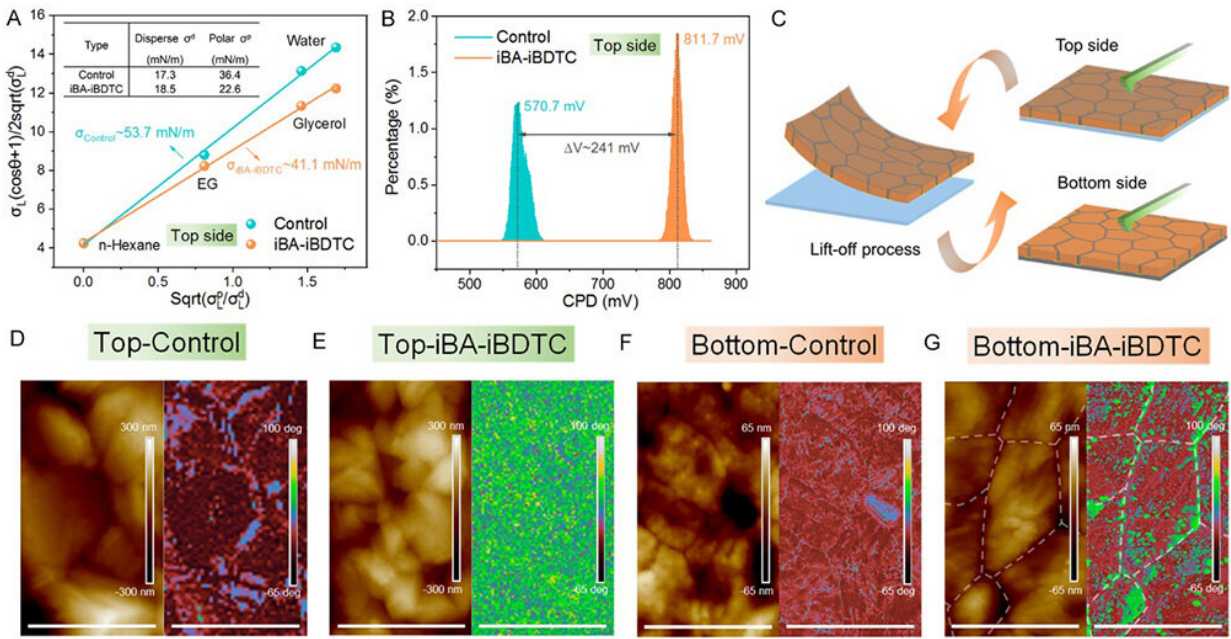 A
σL(cosθ+1)/2sqrt(σLd)
16
14
12
10
8
6
4
Type
Disperse σd
(mN/m)
Polar σp
(mN/m)
Control
17.3
36.4
iBA-iBDTC
18.5
22.6
Water
Glycerol
σControl~53.7 mN/m
σiBA-iBDTC~41.1 mN/m
EG
n-Hexane
Top side
Control
iBA-iBDTC
0.0
0.5
1.0
1.5
2.0
Sqrt(σLp/σLd)
B
Percentage (%)
2.0
1.5
1.0
0.5
0.0
Control
iBA-iBDTC
Top side
811.7 mV
570.7 mV
ΔV~241 mV
500
600
700
800
900
CPD (mV)
C
Top side
Bottom side
Lift-off process
D
Top-Control
300 nm
-300 nm
100 deg
-65 deg
E
Top-iBA-iBDTC
300 nm
-300 nm
100 deg
-65 deg
F
Bottom-Control
65 nm
-65 nm
100 deg
-65 deg
G
Bottom-iBA-iBDTC
65 nm
-65 nm
100 deg
-65 deg